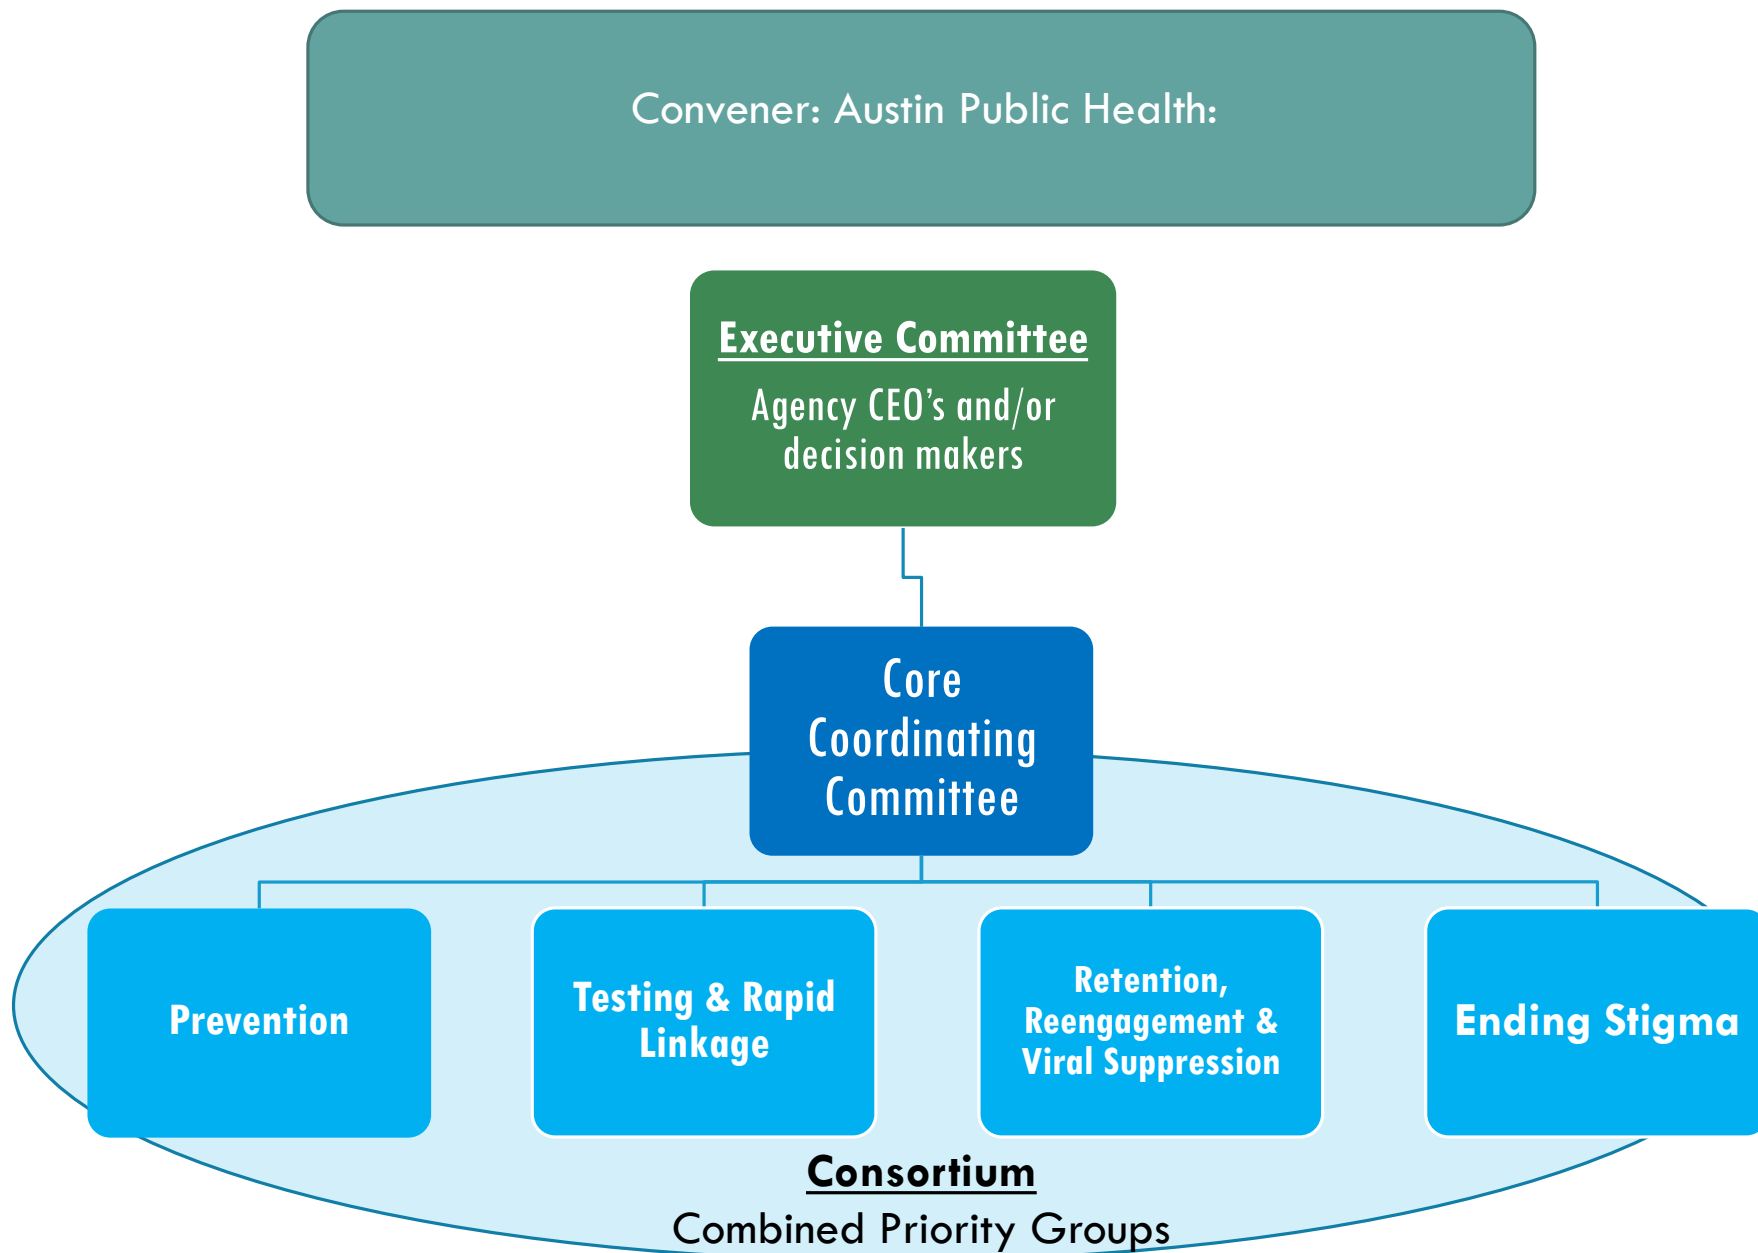 Convener: Austin Public Health:
Executive Committee
Agency CEO’s and/or
decision makers
Core
Coordinating
Committee
Prevention
Testing & Rapid
Linkage
Retention,
Reengagement &
Viral Suppression
Ending Stigma
Consortium
Combined Priority Groups